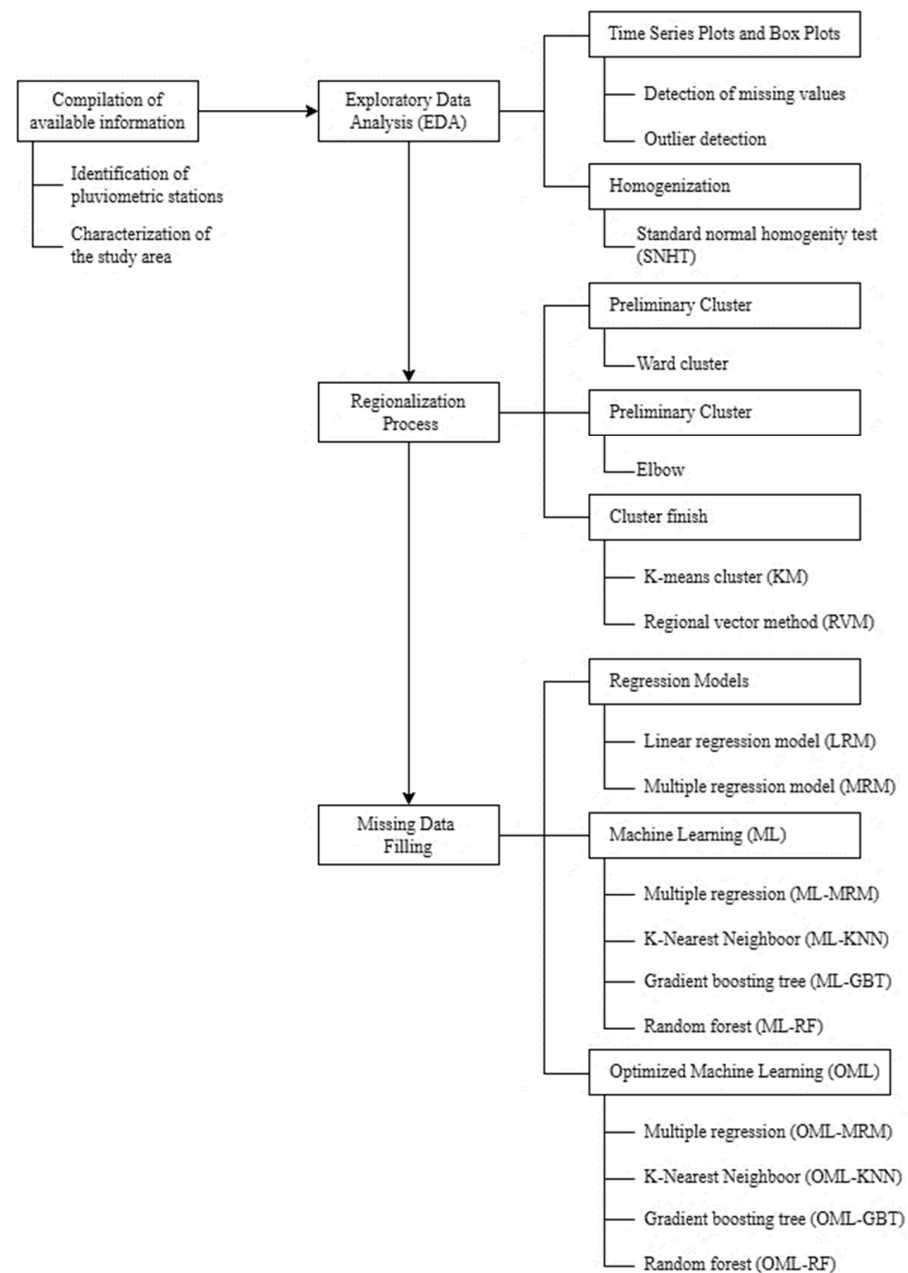 Compilation of
available information
Identification of
pluviometric stations
Characterization of
the study area
Exploratory Data
Analysis (EDA)
Time Series Plots and Box Plots
Detection of missing values
Outlier detection
Homogenization
Standard normal homogenity test
(SNHT)
Regionalization
Process
Preliminary Cluster
Ward cluster
Preliminary Cluster
Elbow
Cluster finish
K-means cluster (KM)
Regional vector method (RVM)
Missing Data
Filling
Regression Models
Linear regression model (LRM)
Multiple regression model (MRM)
Machine Learning (ML)
Multiple regression (ML-MRM)
K-Nearest Neighboor (ML-KNN)
Gradient boosting tree (ML-GBT)
Random forest (ML-RF)
Optimized Machine Learning (OML)
Multiple regression (OML-MRM)
K-Nearest Neighboor (OML-KNN)
Gradient boosting tree (OML-GBT)
Random forest (OML-RF)